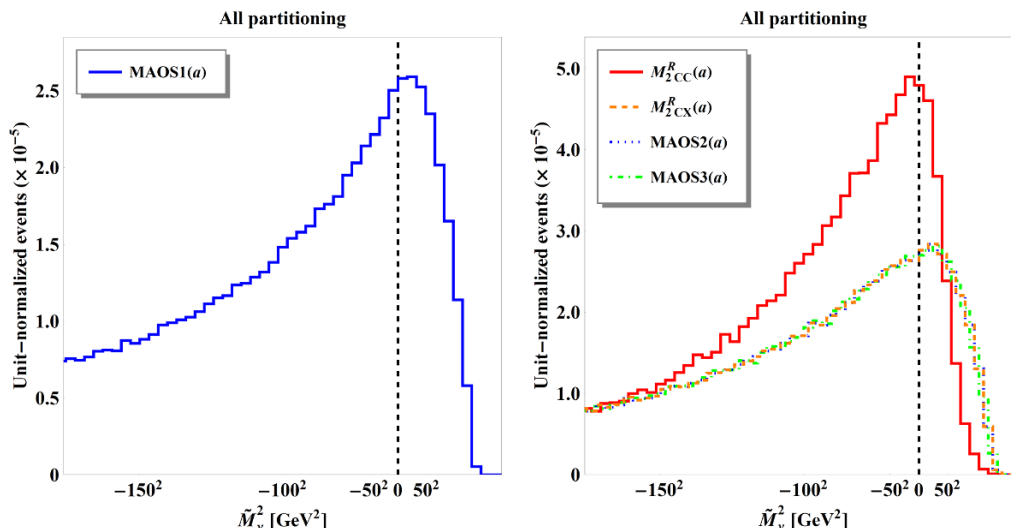 All partitioning
MAOS1(a)
Unit−normalized events (× 10⁻⁵)
2.5
2.0
1.5
1.0
0.5
0
−150²
−100²
−50²
0
50²
M̃ᵥ² [GeV²]
All partitioning
M₂CCᴿ(a)
M₂CXᴿ(a)
MAOS2(a)
MAOS3(a)
Unit−normalized events (× 10⁻⁵)
5.0
4.0
3.0
2.0
1.0
0
−150²
−100²
−50²
0
50²
M̃ᵥ² [GeV²]